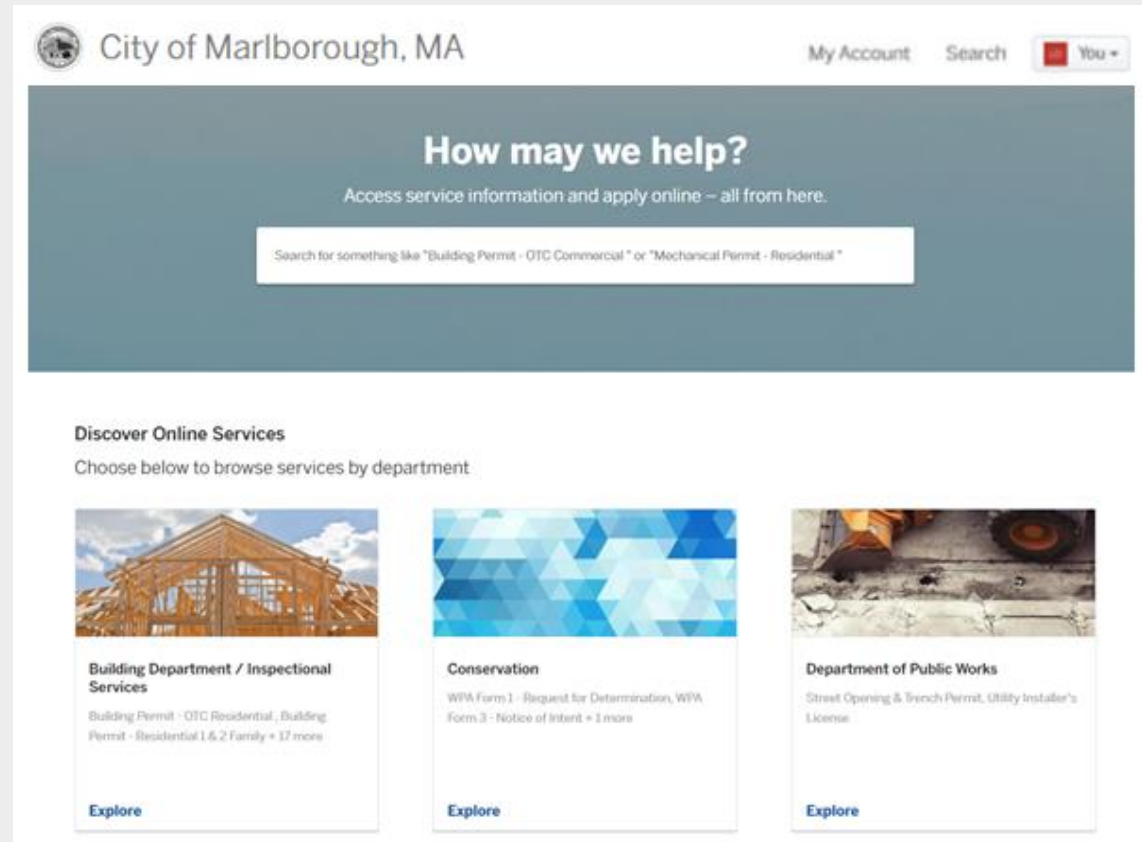 City of Marlborough, MA
My Account Search You
How may we help?
Access service information and apply online – all from here.
Search for something like "Building Permit - OTC Commercial " or "Mechanical Permit - Residential "
Discover Online Services
Choose below to browse services by department
Building Department / Inspectional
Services
Building Permit - OTC Residential , Building
Permit - Residential 1 & 2 Family + 17 more
Explore
Conservation
WPA Form 1 - Request for Determination, WPA
Form 3 - Notice of Intent + 1 more
Explore
Department of Public Works
Street Opening & Trench Permit, Utility Installer's
License
Explore